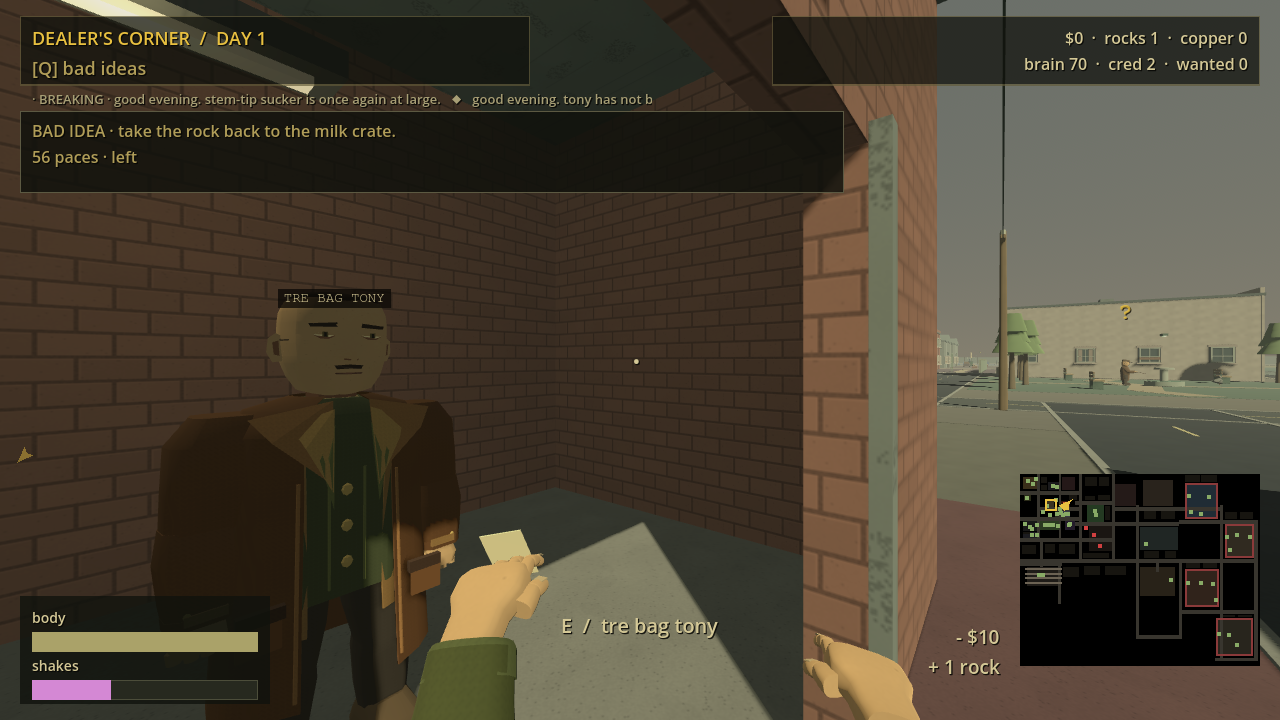 DEALER'S CORNER / DAY 1
[Q] bad ideas
$0 · rocks 1 · copper 0
brain 70 · cred 2 · wanted 0
· BREAKING · good evening. stem-tip sucker is once again at large. ◆ good evening. tony has not b
BAD IDEA · take the rock back to the milk crate.
56 paces · left
TRE BAG TONY
?
E / tre bag tony
- $10
+ 1 rock
body
shakes